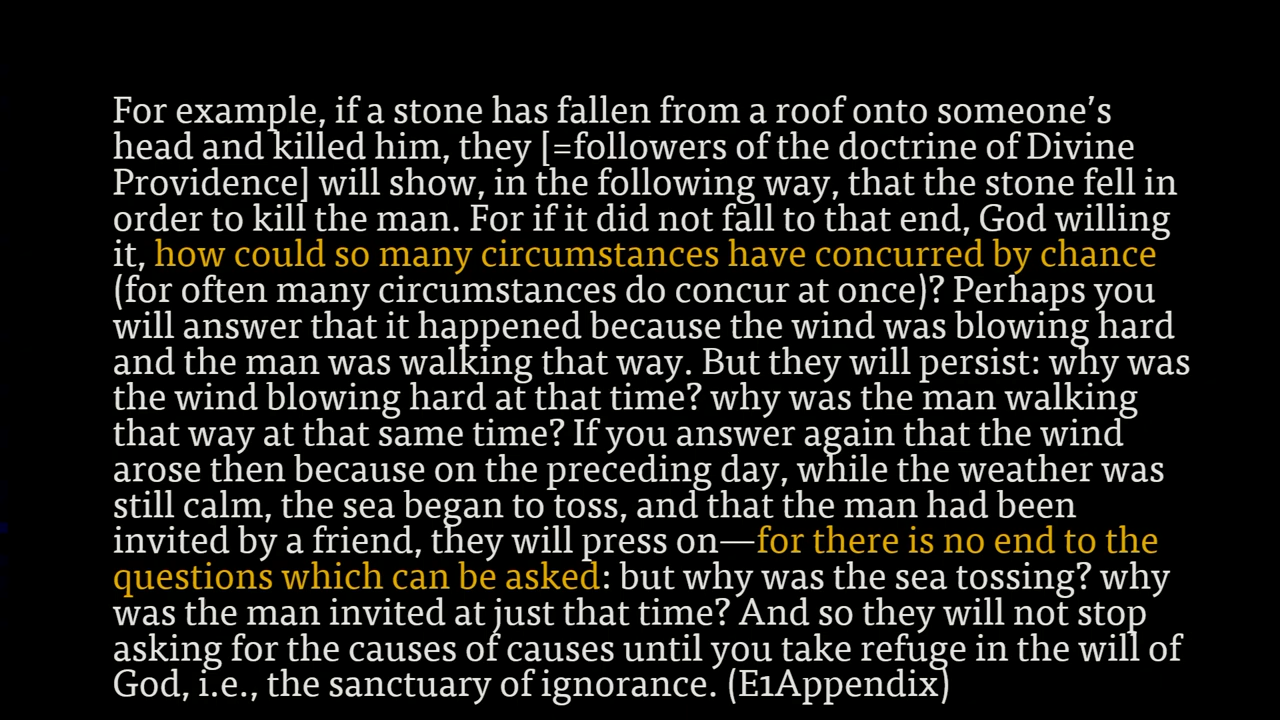 For example, if a stone has fallen from a roof onto someone’s
head and killed him, they [=followers of the doctrine of Divine
Providence] will show, in the following way, that the stone fell in
order to kill the man. For if it did not fall to that end, God willing
it, how could so many circumstances have concurred by chance
(for often many circumstances do concur at once)? Perhaps you
will answer that it happened because the wind was blowing hard
and the man was walking that way. But they will persist: why was
the wind blowing hard at that time? why was the man walking
that way at that same time? If you answer again that the wind
arose then because on the preceding day, while the weather was
still calm, the sea began to toss, and that the man had been
invited by a friend, they will press on—for there is no end to the
questions which can be asked: but why was the sea tossing? why
was the man invited at just that time? And so they will not stop
asking for the causes of causes until you take refuge in the will of
God, i.e., the sanctuary of ignorance. (E1Appendix)